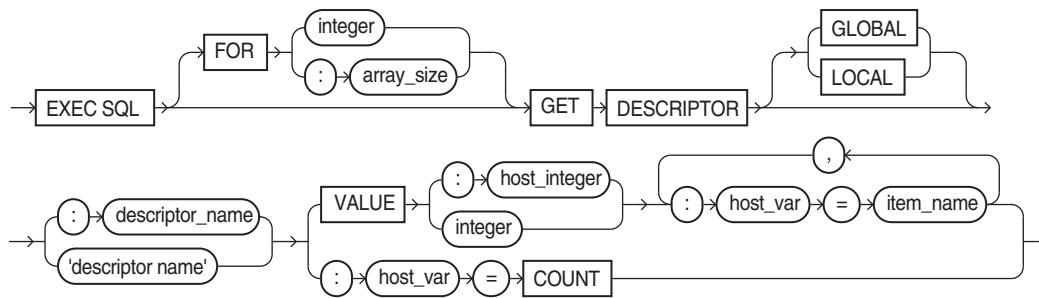 integer
FOR
: array_size
GLOBAL
LOCAL
EXEC SQL
GET DESCRIPTOR
,
: descriptor_name
'descriptor name'
VALUE
: host_integer
integer
: host_var = item_name
: host_var = COUNT